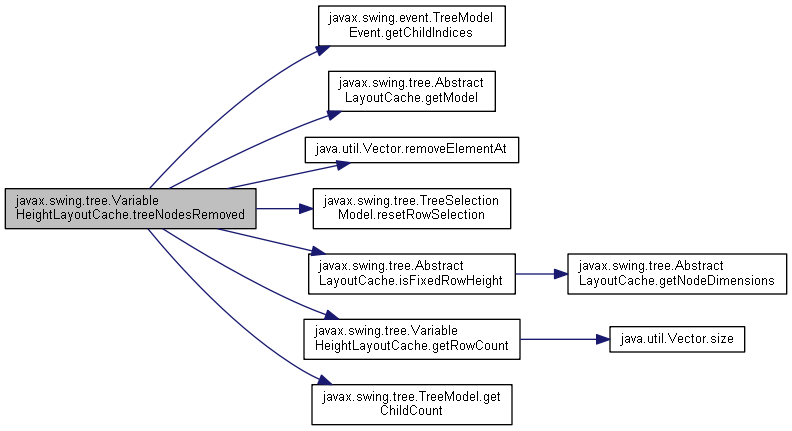 javax.swing.event.TreeModel
Event.getChildIndices
javax.swing.tree.Abstract
LayoutCache.getModel
java.util.Vector.removeElementAt
javax.swing.tree.Variable
HeightLayoutCache.treeNodesRemoved
javax.swing.tree.TreeSelection
Model.resetRowSelection
javax.swing.tree.Abstract
LayoutCache.isFixedRowHeight
javax.swing.tree.Abstract
LayoutCache.getNodeDimensions
javax.swing.tree.Variable
HeightLayoutCache.getRowCount
java.util.Vector.size
javax.swing.tree.TreeModel.get
ChildCount